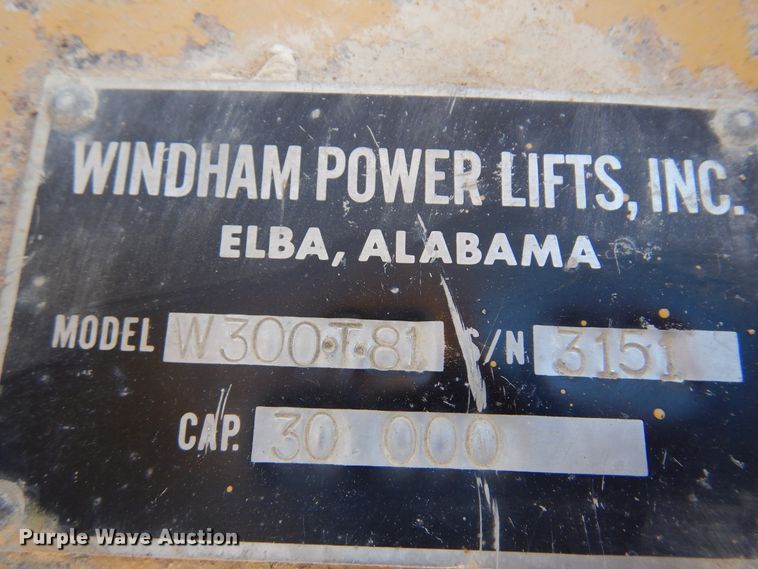 WINDHAM POWER LIFTS, INC.
ELBA, ALABAMA
MODEL W300·T·81 S/N 3151
CAP. 30 000
Purple Wave Auction